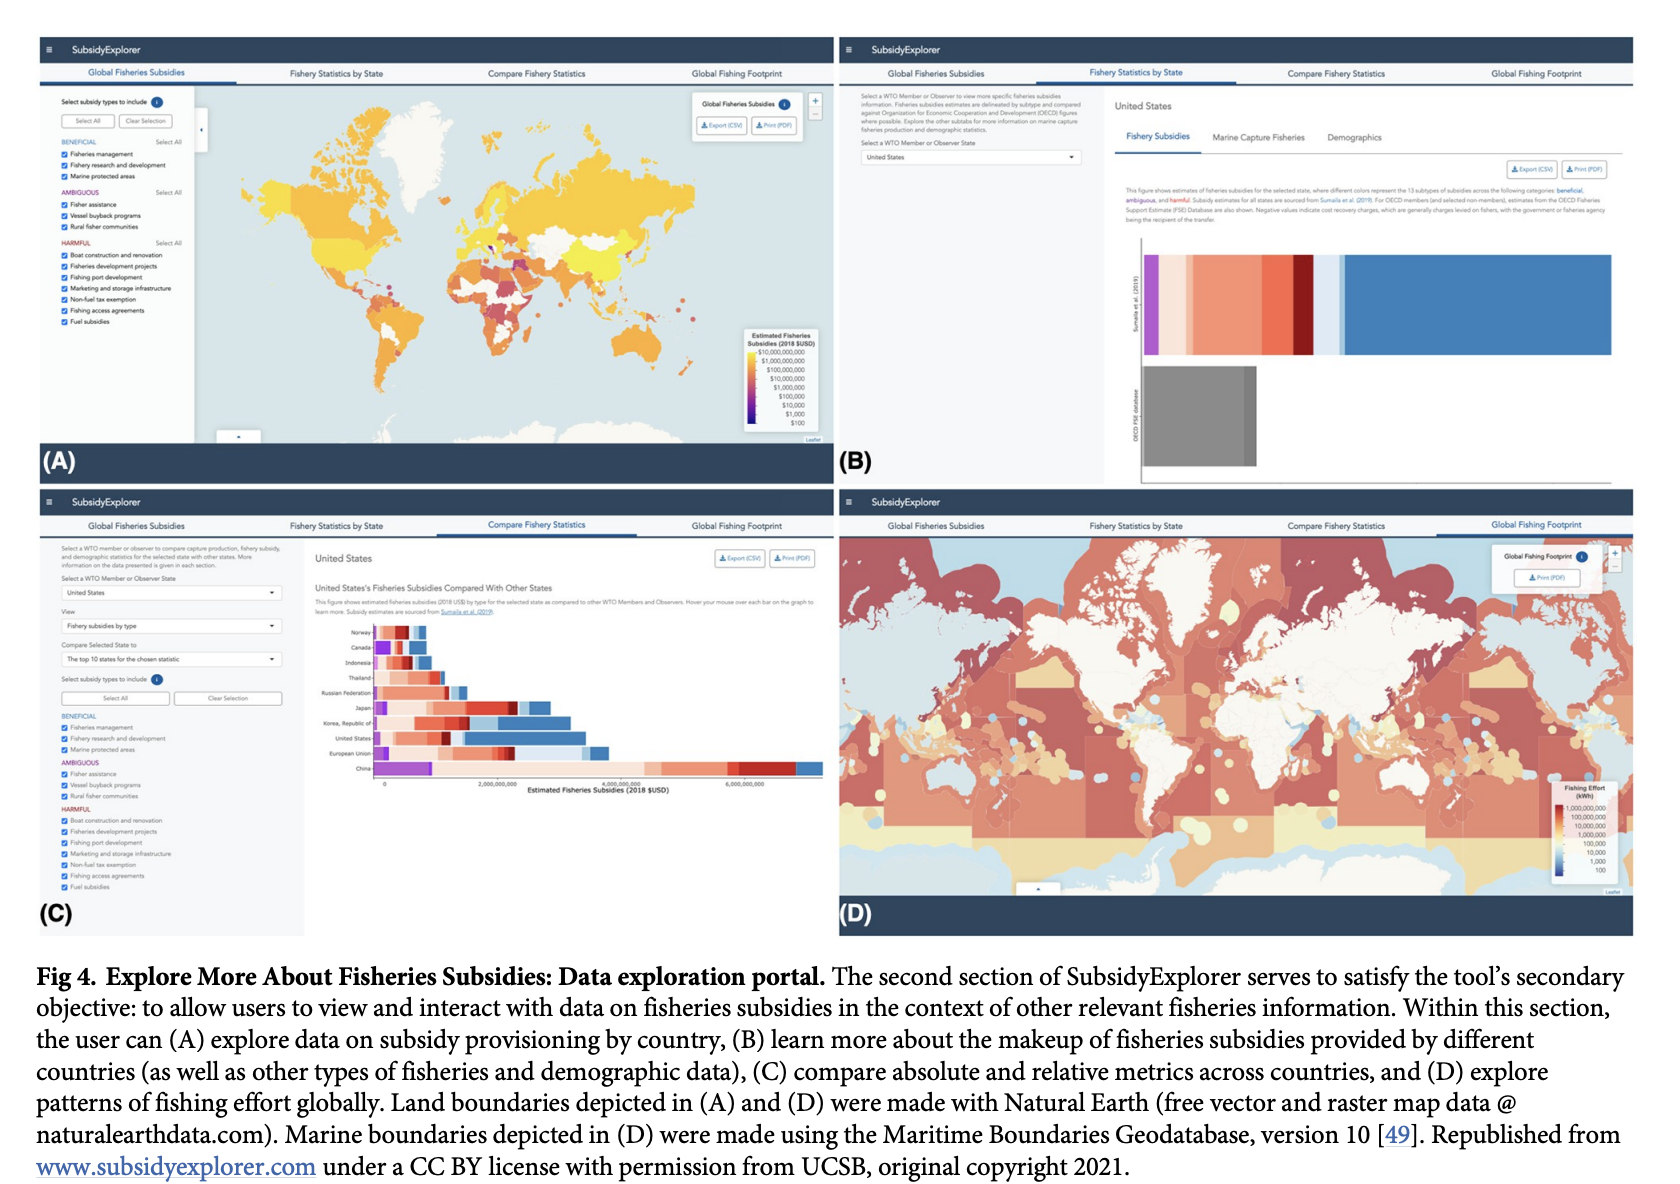 SubsidyExplorer
Global Fisheries Subsidies
Fishery Statistics by State
Compare Fishery Statistics
Global Fishing Footprint
Select subsidy types to include
Select All
Clear Selection
BENEFICIAL
Select All
Fisheries management
Fishery research and development
Marine protected areas
AMBIGUOUS
Select All
Fisher assistance
Vessel buyback programs
Rural fisher communities
HARMFUL
Select All
Boat construction and renovation
Fisheries development projects
Fishing port development
Marketing and storage infrastructure
Non-fuel tax exemption
Fishing access agreements
Fuel subsidies
Global Fisheries Subsidies
Export (CSV)
Print (PDF)
+
−
Estimated Fisheries
Subsidies (2018 $USD)
$10,000,000,000
$1,000,000,000
$100,000,000
$10,000,000
$1,000,000
$100,000
$10,000
$1,000
$100
Leaflet
(A)
SubsidyExplorer
Global Fisheries Subsidies
Fishery Statistics by State
Compare Fishery Statistics
Global Fishing Footprint
Select a WTO Member or Observer to view more specific fisheries subsidies
information. Fisheries subsidies estimates are delineated by subtype and compared
against Organization for Economic Cooperation and Development (OECD) figures
where possible. Explore the other subtabs for more information on marine capture
fisheries production and demographic statistics.
Select a WTO Member or Observer State
United States
United States
Fishery Subsidies
Marine Capture Fisheries
Demographics
Export (CSV)
Print (PDF)
This figure shows estimates of fisheries subsidies for the selected state, where different colors represent the 13 subtypes of subsidies across the following categories: beneficial,
ambiguous, and harmful. Subsidy estimates for all states are sourced from Sumaila et al. (2019). For OECD members (and selected non-members), estimates from the OECD Fisheries
Support Estimate (FSE) Database are also shown. Negative values indicate cost recovery charges, which are generally charges levied on fishers, with the government or fisheries agency
being the recipient of the transfer.
Sumaila et al. (2019)
OECD FSE database
(B)
SubsidyExplorer
Global Fisheries Subsidies
Fishery Statistics by State
Compare Fishery Statistics
Global Fishing Footprint
Select a WTO member or observer to compare capture production, fishery subsidy,
and demographic statistics for the selected state with other states. More
information on the data presented is given in each section.
Select a WTO Member or Observer State
United States
View
Fishery subsidies by type
Compare Selected State to
The top 10 states for the chosen statistic
Select subsidy types to include
Select All
Clear Selection
BENEFICIAL
Fisheries management
Fishery research and development
Marine protected areas
AMBIGUOUS
Fisher assistance
Vessel buyback programs
Rural fisher communities
HARMFUL
Boat construction and renovation
Fisheries development projects
Fishing port development
Marketing and storage infrastructure
Non-fuel tax exemption
Fishing access agreements
Fuel subsidies
United States
Export (CSV)
Print (PDF)
United States's Fisheries Subsidies Compared With Other States
This figure shows estimated fisheries subsidies (2018 US$) by type for the selected state as compared to other WTO Members and Observers. Hover your mouse over each bar on the graph to
learn more. Subsidy estimates are sourced from Sumaila et al. (2019).
Norway
Canada
Indonesia
Thailand
Russian Federation
Japan
Korea, Republic of
United States
European Union
China
0
2,000,000,000
4,000,000,000
6,000,000,000
Estimated Fisheries Subsidies (2018 $USD)
(C)
SubsidyExplorer
Global Fisheries Subsidies
Fishery Statistics by State
Compare Fishery Statistics
Global Fishing Footprint
Global Fishing Footprint
Print (PDF)
+
−
Fishing Effort
(kWh)
1,000,000,000
100,000,000
10,000,000
1,000,000
100,000
10,000
1,000
100
Leaflet
(D)
Fig 4. Explore More About Fisheries Subsidies: Data exploration portal. The second section of SubsidyExplorer serves to satisfy the tool's secondary
objective: to allow users to view and interact with data on fisheries subsidies in the context of other relevant fisheries information. Within this section,
the user can (A) explore data on subsidy provisioning by country, (B) learn more about the makeup of fisheries subsidies provided by different
countries (as well as other types of fisheries and demographic data), (C) compare absolute and relative metrics across countries, and (D) explore
patterns of fishing effort globally. Land boundaries depicted in (A) and (D) were made with Natural Earth (free vector and raster map data @
naturalearthdata.com). Marine boundaries depicted in (D) were made using the Maritime Boundaries Geodatabase, version 10 [49]. Republished from
www.subsidyexplorer.com under a CC BY license with permission from UCSB, original copyright 2021.